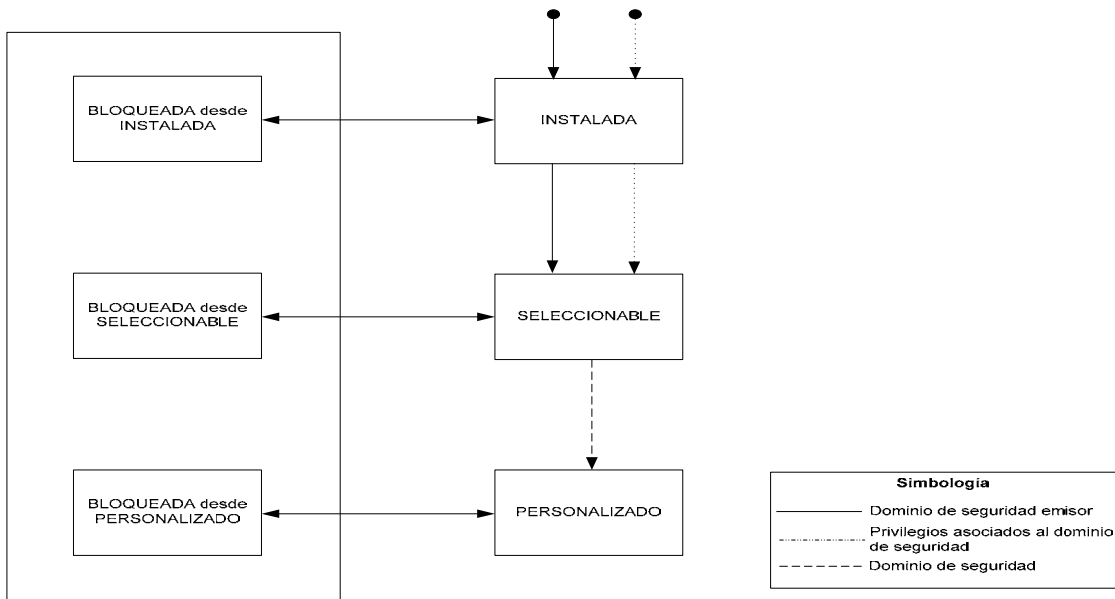 BLOQUEADA desde
INSTALADA
INSTALADA
BLOQUEADA desde
SELECCIONABLE
SELECCIONABLE
BLOQUEADA desde
PERSONALIZADO
PERSONALIZADO
Simbología
Dominio de seguridad emisor
Privilegios asociados al dominio
de seguridad
Dominio de seguridad